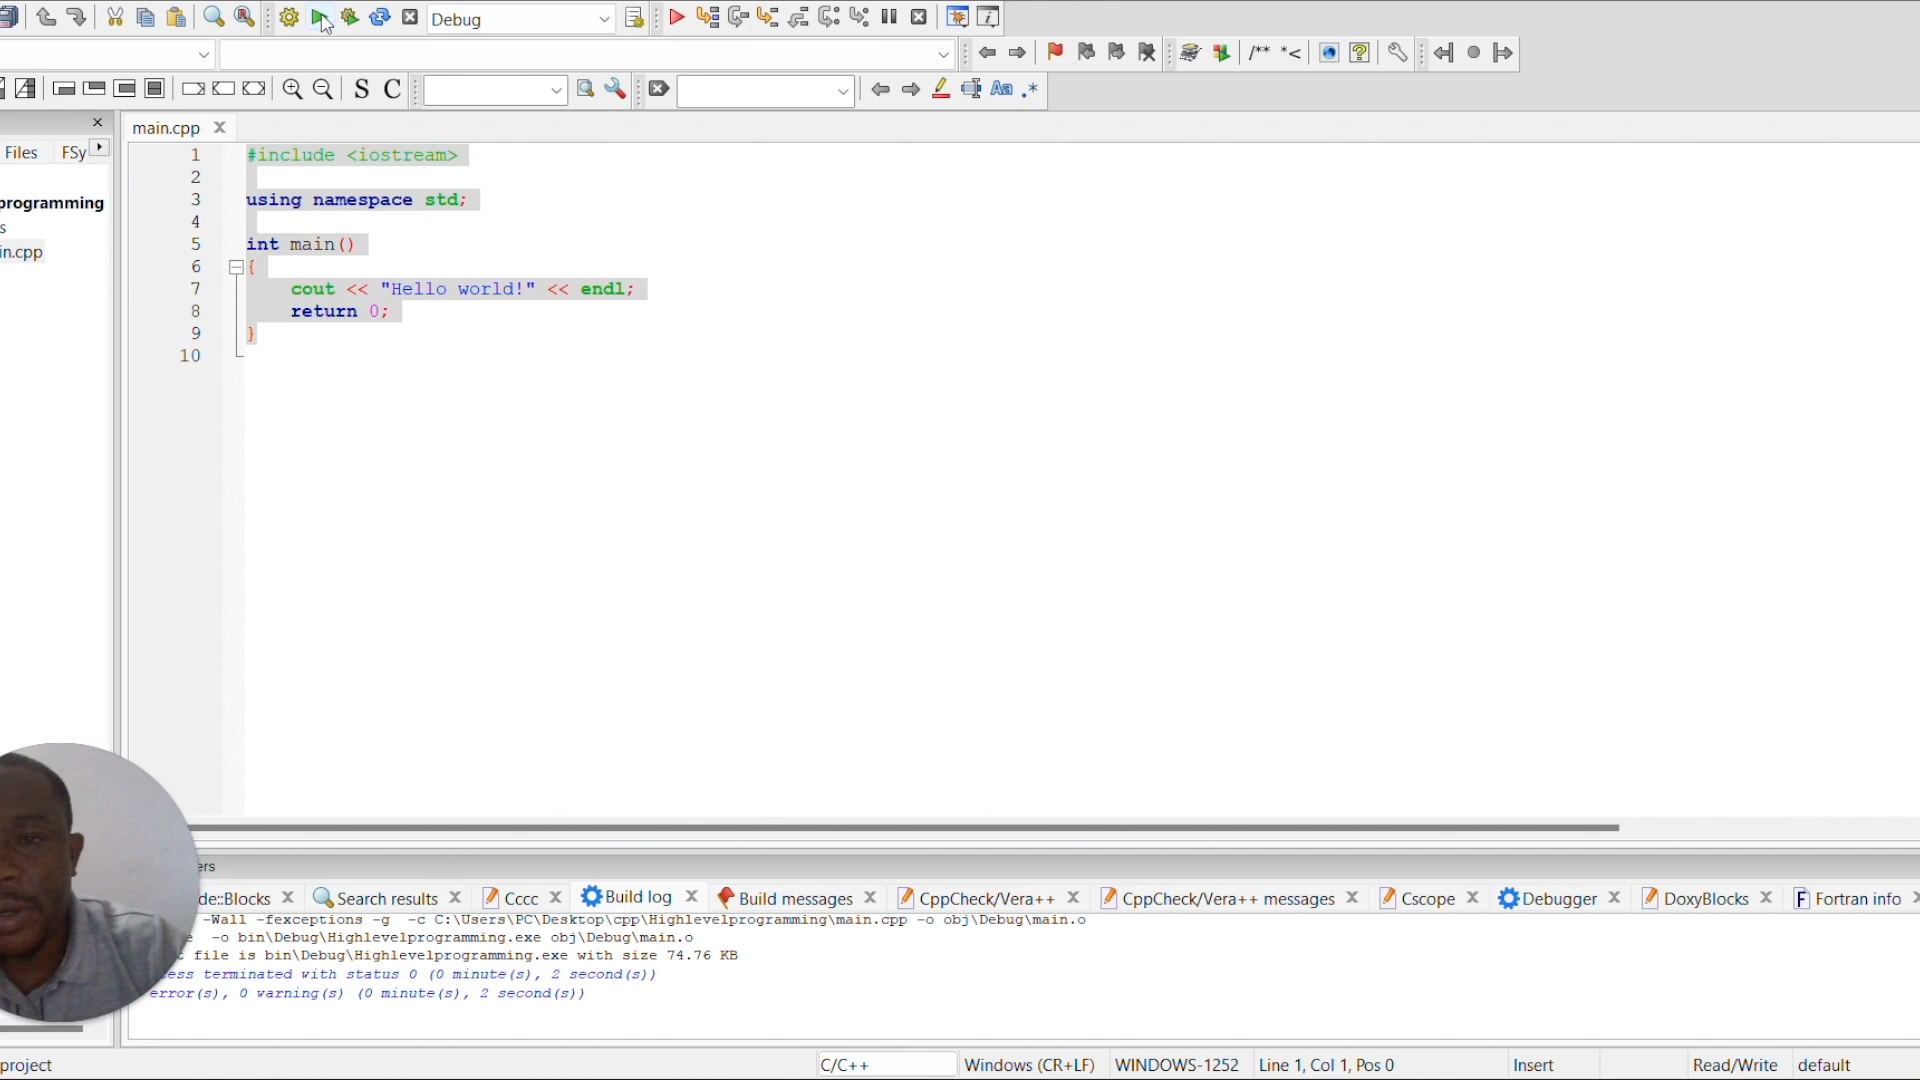 Debug
/** *<
S C
Aa .*
main.cpp
Files FSy
programming
s
in.cpp
1 #include <iostream>
2
3 using namespace std;
4
5 int main()
6 {
7 cout << "Hello world!" << endl;
8 return 0;
9 }
10
ers
de::Blocks Search results Cccc Build log Build messages CppCheck/Vera++ CppCheck/Vera++ messages Cscope Debugger DoxyBlocks Fortran info
-Wall -fexceptions -g -c C:\Users\PC\Desktop\cpp\Highlevelprogramming\main.cpp -o obj\Debug\main.o
-o bin\Debug\Highlevelprogramming.exe obj\Debug\main.o
file is bin\Debug\Highlevelprogramming.exe with size 74.76 KB
ess terminated with status 0 (0 minute(s), 2 second(s))
error(s), 0 warning(s) (0 minute(s), 2 second(s))
project C/C++ Windows (CR+LF) WINDOWS-1252 Line 1, Col 1, Pos 0 Insert Read/Write default